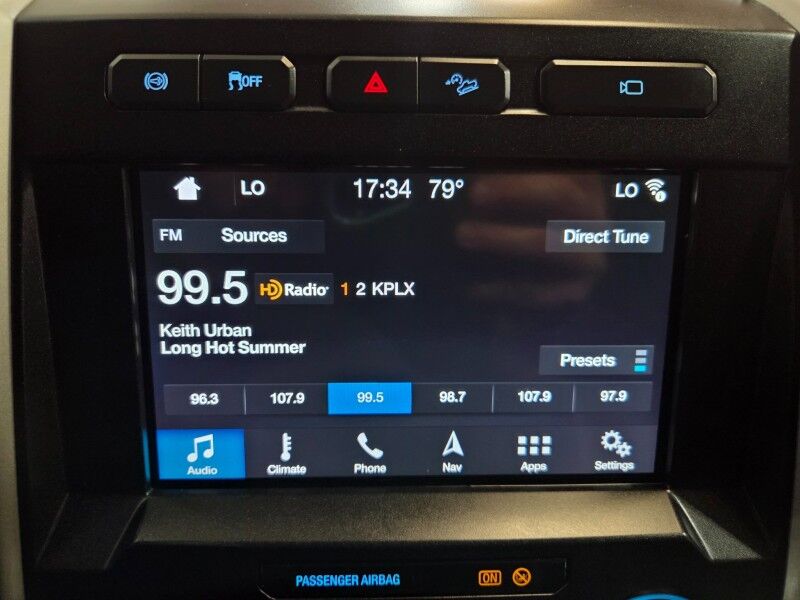 OFF
LO 17:34 79° LO
FM Sources Direct Tune
99.5 HD Radio 1 2 KPLX
Keith Urban
Long Hot Summer
Presets
96.3 107.9 99.5 98.7 107.9 97.9
Audio Climate Phone Nav Apps Settings
PASSENGER AIRBAG ON